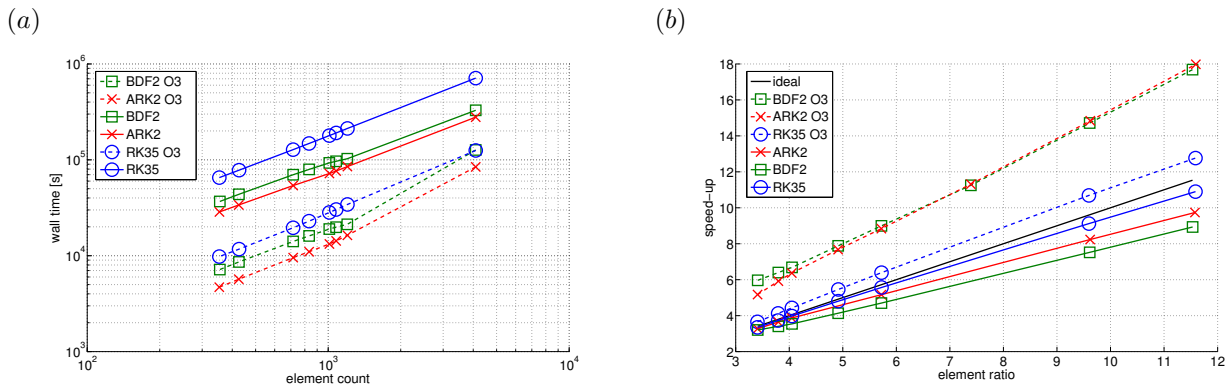 (a)
10^6
10^5
10^4
10^3
wall time [s]
BDF2 O3
ARK2 O3
BDF2
ARK2
RK35 O3
RK35
10^2
10^3
10^4
element count
(b)
18
16
14
12
10
8
6
4
2
speed-up
ideal
BDF2 O3
ARK2 O3
RK35 O3
ARK2
BDF2
RK35
3
4
5
6
7
8
9
10
11
12
element ratio